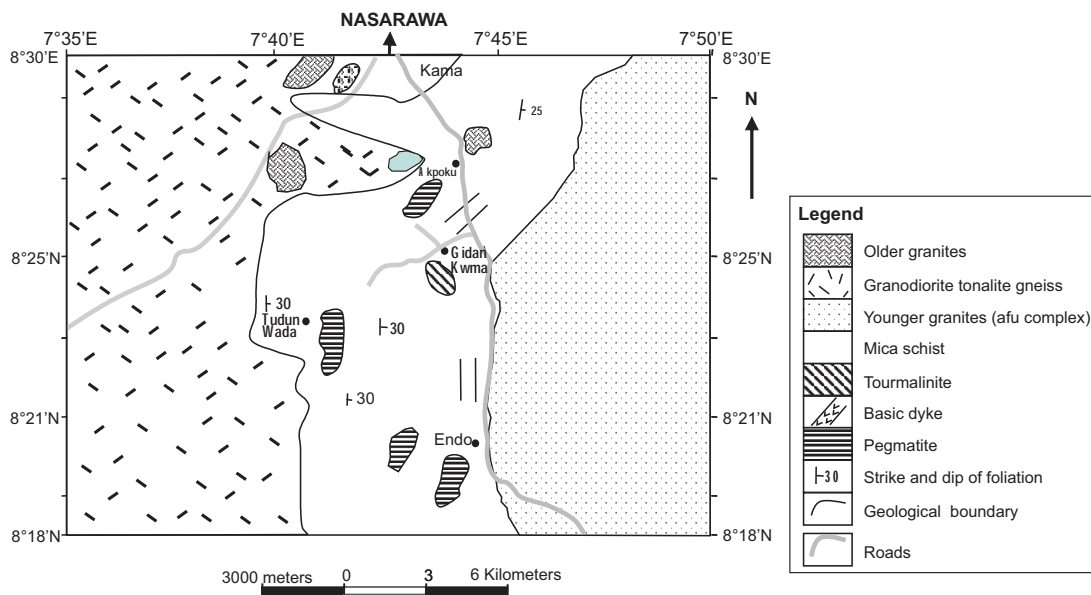 NASARAWA
7°35’E 7°40’E 7°45’E 7°50’E
8°30’E 8°30’E
Kama
N
25
Akpoku
8°25’N 8°25’N
Gidan
Kwma
30
Tudun
Wada
30
30
8°21’N 8°21’N
Endo
8°18’N 8°18’N
3000 meters 0 3 6 Kilometers
Legend
Older granites
Granodiorite tonalite gneiss
Younger granites (afu complex)
Mica schist
Tourmalinite
Basic dyke
Pegmatite
30 Strike and dip of foliation
Geological boundary
Roads